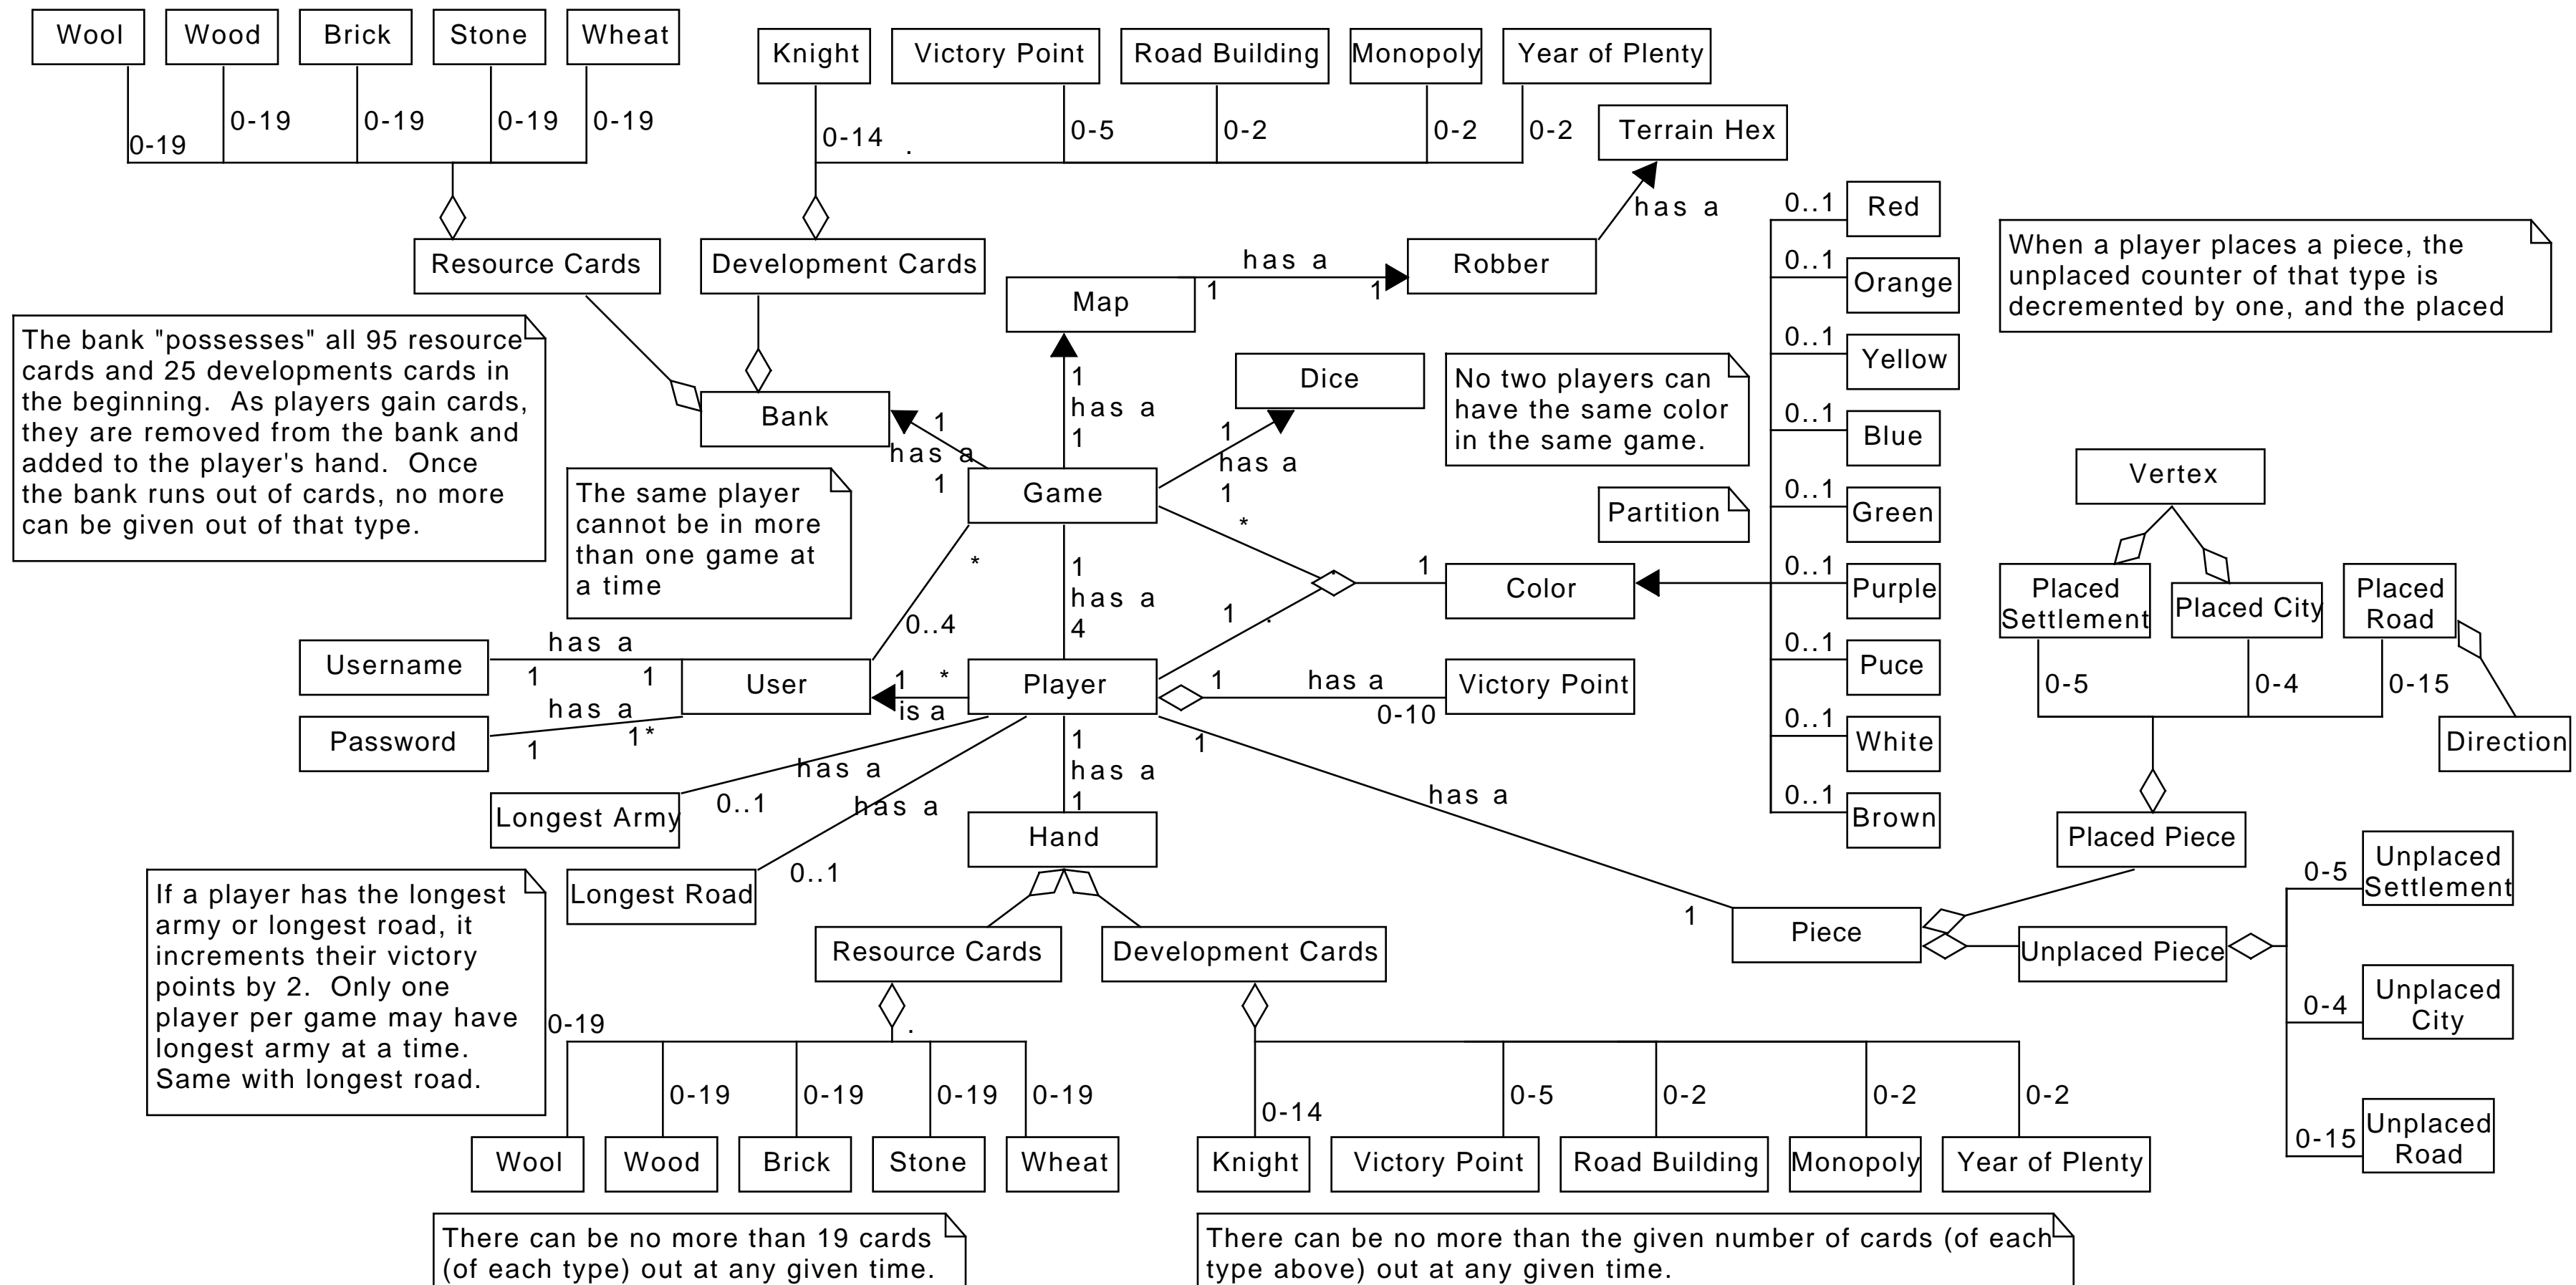 Wool
Wood
Brick
Stone
Wheat
0-19
0-19
0-19
0-19
0-19
Knight
Victory Point
Road Building
Monopoly
Year of Plenty
0-14
.
0-5
0-2
0-2
0-2
Terrain Hex
has a
Resource Cards
Development Cards
Map
has a
1
1
Robber
The bank "possesses" all 95 resource
cards and 25 developments cards in
the beginning.  As players gain cards,
they are removed from the bank and
added to the player's hand.  Once
the bank runs out of cards, no more
can be given out of that type.
Bank
1
has a
1
1
has a
1
Dice
1
has a
1
No two players can
have the same color
in the same game.
Partition
The same player
cannot be in more
than one game at
a time
Game
*
0..4
1
has a
4
*
1
.
1
Color
0..1
Red
0..1
Orange
0..1
Yellow
0..1
Blue
0..1
Green
0..1
Purple
0..1
Puce
0..1
White
0..1
Brown
When a player places a piece, the
unplaced counter of that type is
decremented by one, and the placed
Vertex
Placed
Settlement
Placed City
Placed
Road
0-5
0-4
0-15
Direction
Placed Piece
Username
has a
1
1
Password
has a
1
1*
User
1
*
is a
Player
1
has a
0-10
Victory Point
has a
0..1
Longest Army
has a
0..1
Longest Road
1
has a
1
Hand
1
has a
1
Piece
Unplaced Piece
0-5
Unplaced
Settlement
0-4
Unplaced
City
0-15
Unplaced
Road
If a player has the longest
army or longest road, it
increments their victory
points by 2.  Only one
player per game may have
longest army at a time.
Same with longest road.
Resource Cards
Development Cards
0-19
.
0-19
0-19
0-19
0-19
Wool
Wood
Brick
Stone
Wheat
0-14
0-5
0-2
0-2
0-2
Knight
Victory Point
Road Building
Monopoly
Year of Plenty
There can be no more than 19 cards
(of each type) out at any given time.
There can be no more than the given number of cards (of each
type above) out at any given time.